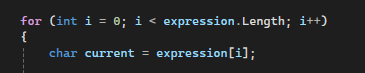 for (int i = 0; i < expression.Length; i++)
{
    char current = expression[i];